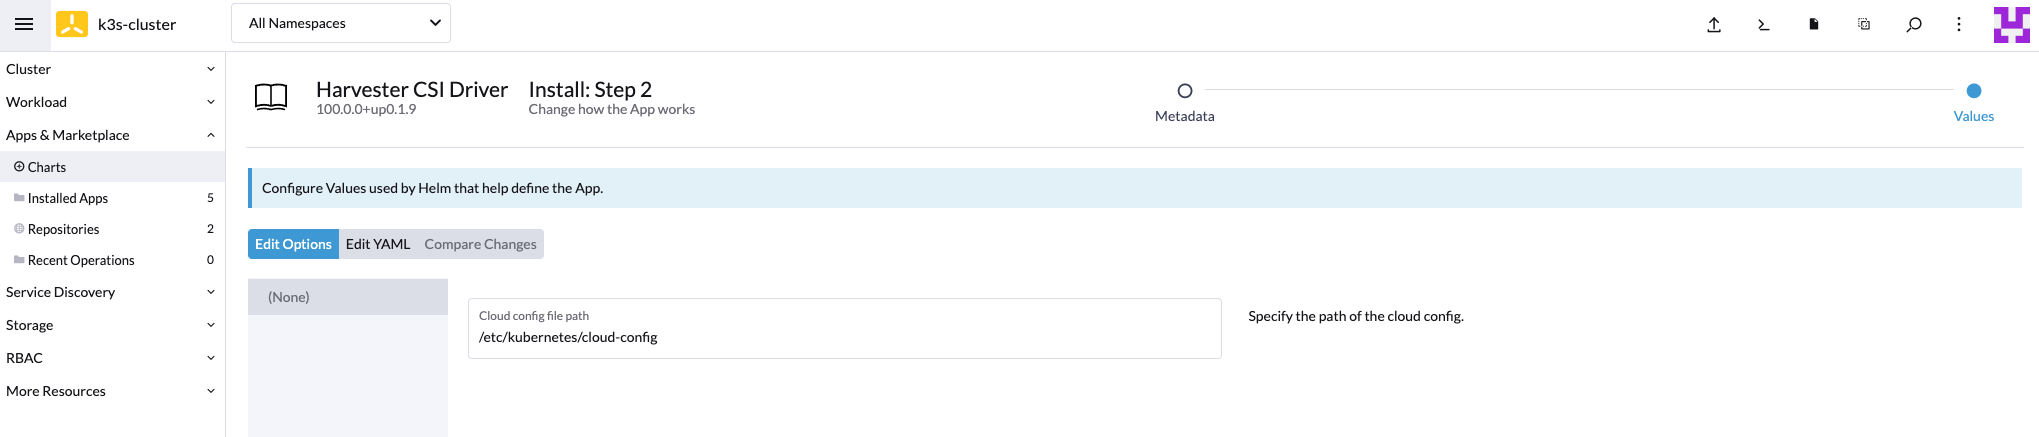 k3s-cluster
All Namespaces
Cluster
Workload
Apps & Marketplace
Charts
Installed Apps 5
Repositories 2
Recent Operations 0
Service Discovery
Storage
RBAC
More Resources
Harvester CSI Driver
100.0.0+up0.1.9
Install: Step 2
Change how the App works
Metadata
Values
Configure Values used by Helm that help define the App.
Edit Options Edit YAML Compare Changes
(None)
Cloud config file path
/etc/kubernetes/cloud-config
Specify the path of the cloud config.